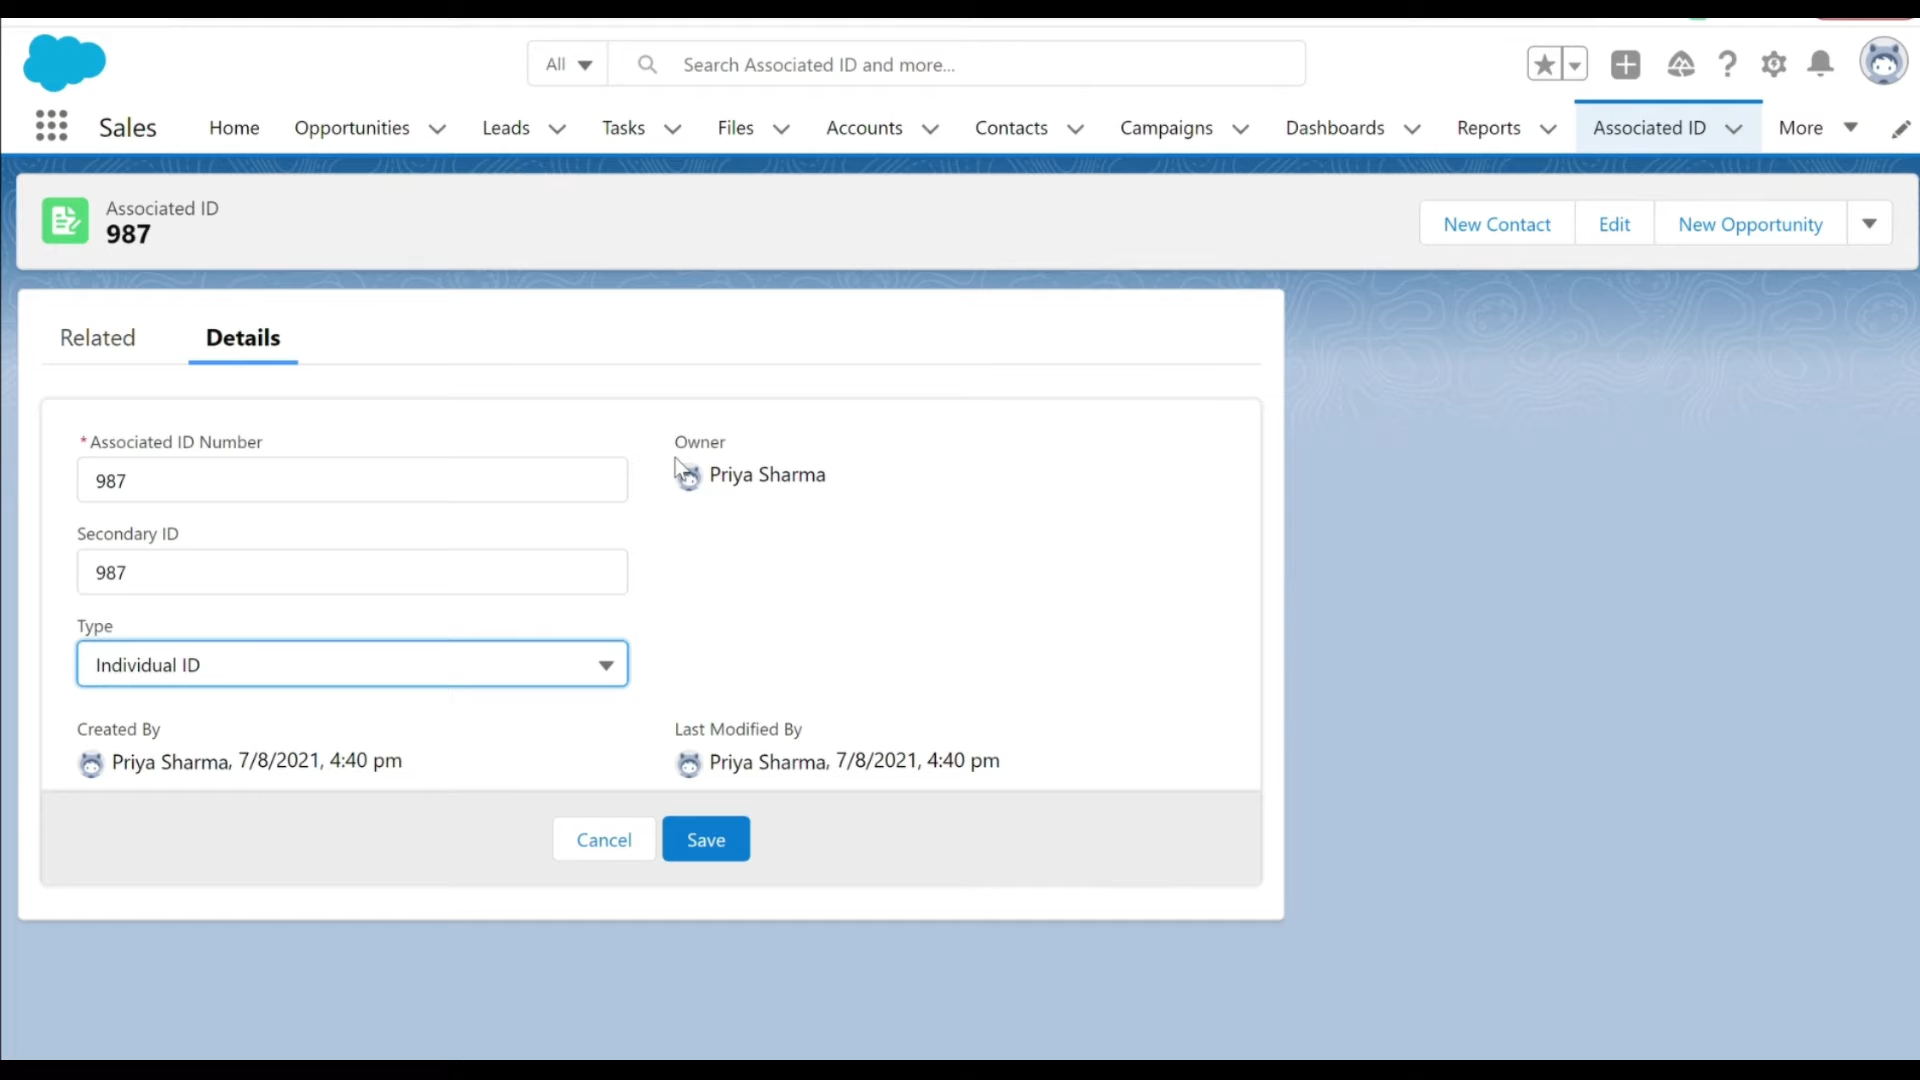 All
Search Associated ID and more...
Sales Home Opportunities Leads Tasks Files Accounts Contacts Campaigns Dashboards Reports Associated ID More
Associated ID
987
New Contact Edit New Opportunity
Related Details
*Associated ID Number
987
Owner
Priya Sharma
Secondary ID
987
Type
Individual ID
Created By
Priya Sharma, 7/8/2021, 4:40 pm
Last Modified By
Priya Sharma, 7/8/2021, 4:40 pm
Cancel Save